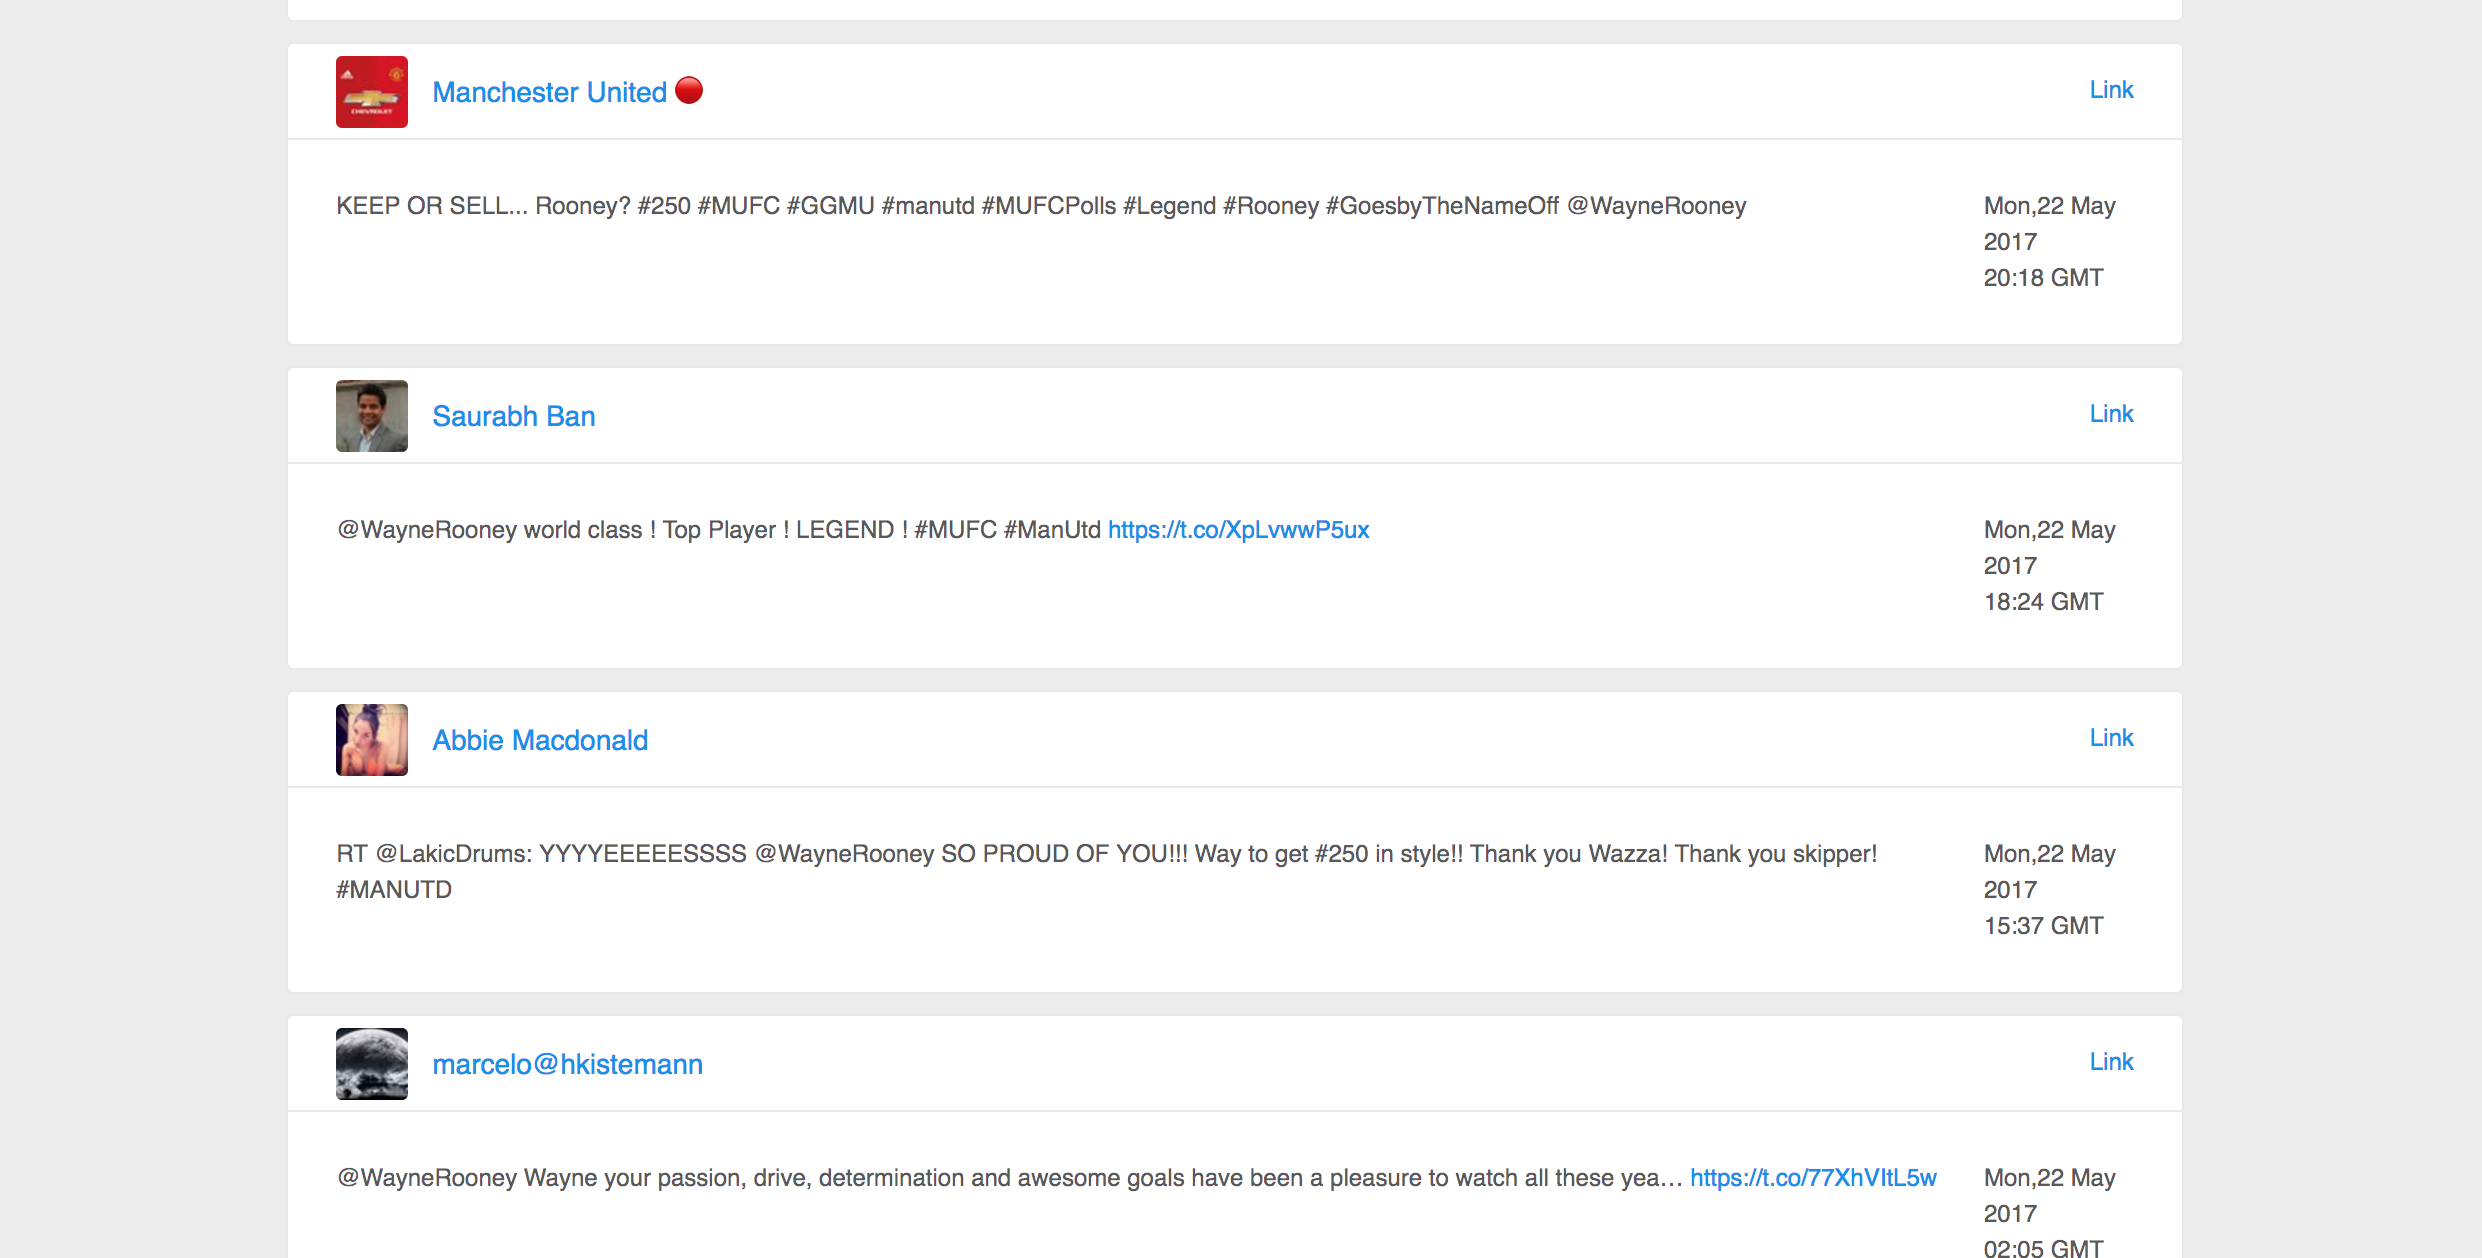 CHEVROLET
Manchester United
Link
KEEP OR SELL... Rooney? #250 #MUFC #GGMU #manutd #MUFCPolls #Legend #Rooney #GoesbyTheNameOff @WayneRooney
Mon,22 May
2017
20:18 GMT
Saurabh Ban
Link
@WayneRooney world class ! Top Player ! LEGEND ! #MUFC #ManUtd https://t.co/XpLvwwP5ux
Mon,22 May
2017
18:24 GMT
Abbie Macdonald
Link
RT @LakicDrums: YYYYEEEEESSSS @WayneRooney SO PROUD OF YOU!!! Way to get #250 in style!! Thank you Wazza! Thank you skipper!
#MANUTD
Mon,22 May
2017
15:37 GMT
marcelo@hkistemann
Link
@WayneRooney Wayne your passion, drive, determination and awesome goals have been a pleasure to watch all these yea… https://t.co/77XhVItL5w
Mon,22 May
2017
02:05 GMT